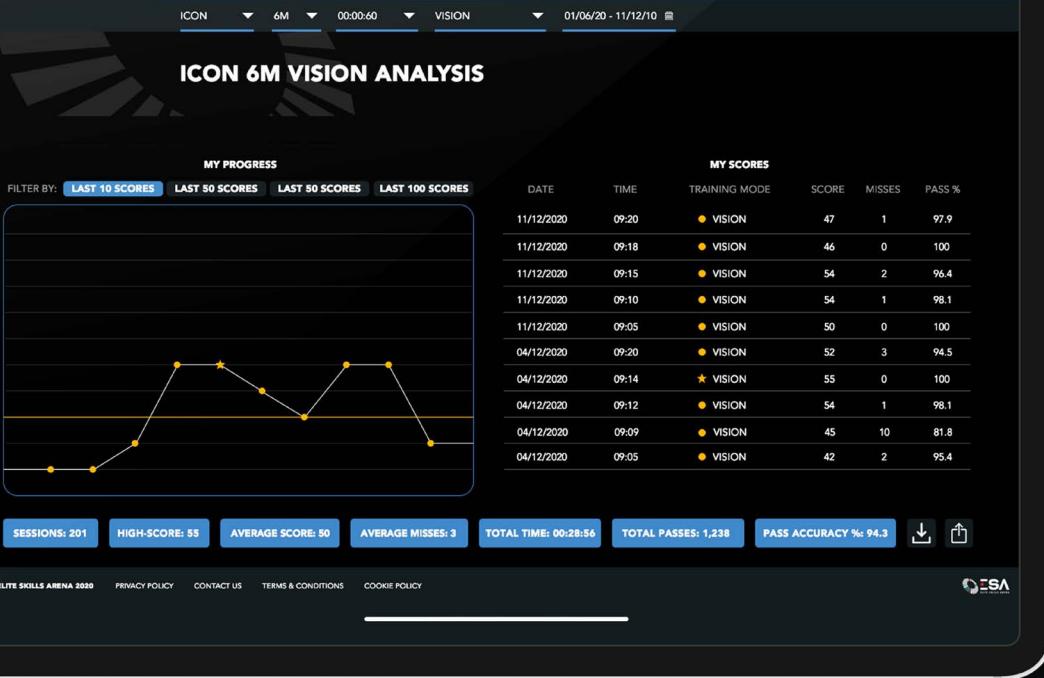 ICON 6M 00:00:60 VISION 01/06/20 - 11/12/10
ICON 6M VISION ANALYSIS
MY PROGRESS
FILTER BY: LAST 10 SCORES LAST 50 SCORES LAST 50 SCORES LAST 100 SCORES
MY SCORES
DATE TIME TRAINING MODE SCORE MISSES PASS %
11/12/2020 09:20 VISION 47 1 97.9
11/12/2020 09:18 VISION 46 0 100
11/12/2020 09:15 VISION 54 2 96.4
11/12/2020 09:10 VISION 54 1 98.1
11/12/2020 09:05 VISION 50 0 100
04/12/2020 09:20 VISION 52 3 94.5
04/12/2020 09:14 VISION 55 0 100
04/12/2020 09:12 VISION 54 1 98.1
04/12/2020 09:09 VISION 45 10 81.8
04/12/2020 09:05 VISION 42 2 95.4
SESSIONS: 201 HIGH-SCORE: 55 AVERAGE SCORE: 50 AVERAGE MISSES: 3 TOTAL TIME: 00:28:56 TOTAL PASSES: 1,238 PASS ACCURACY %: 94.3
ELITE SKILLS ARENA 2020 PRIVACY POLICY CONTACT US TERMS & CONDITIONS COOKIE POLICY
ESA